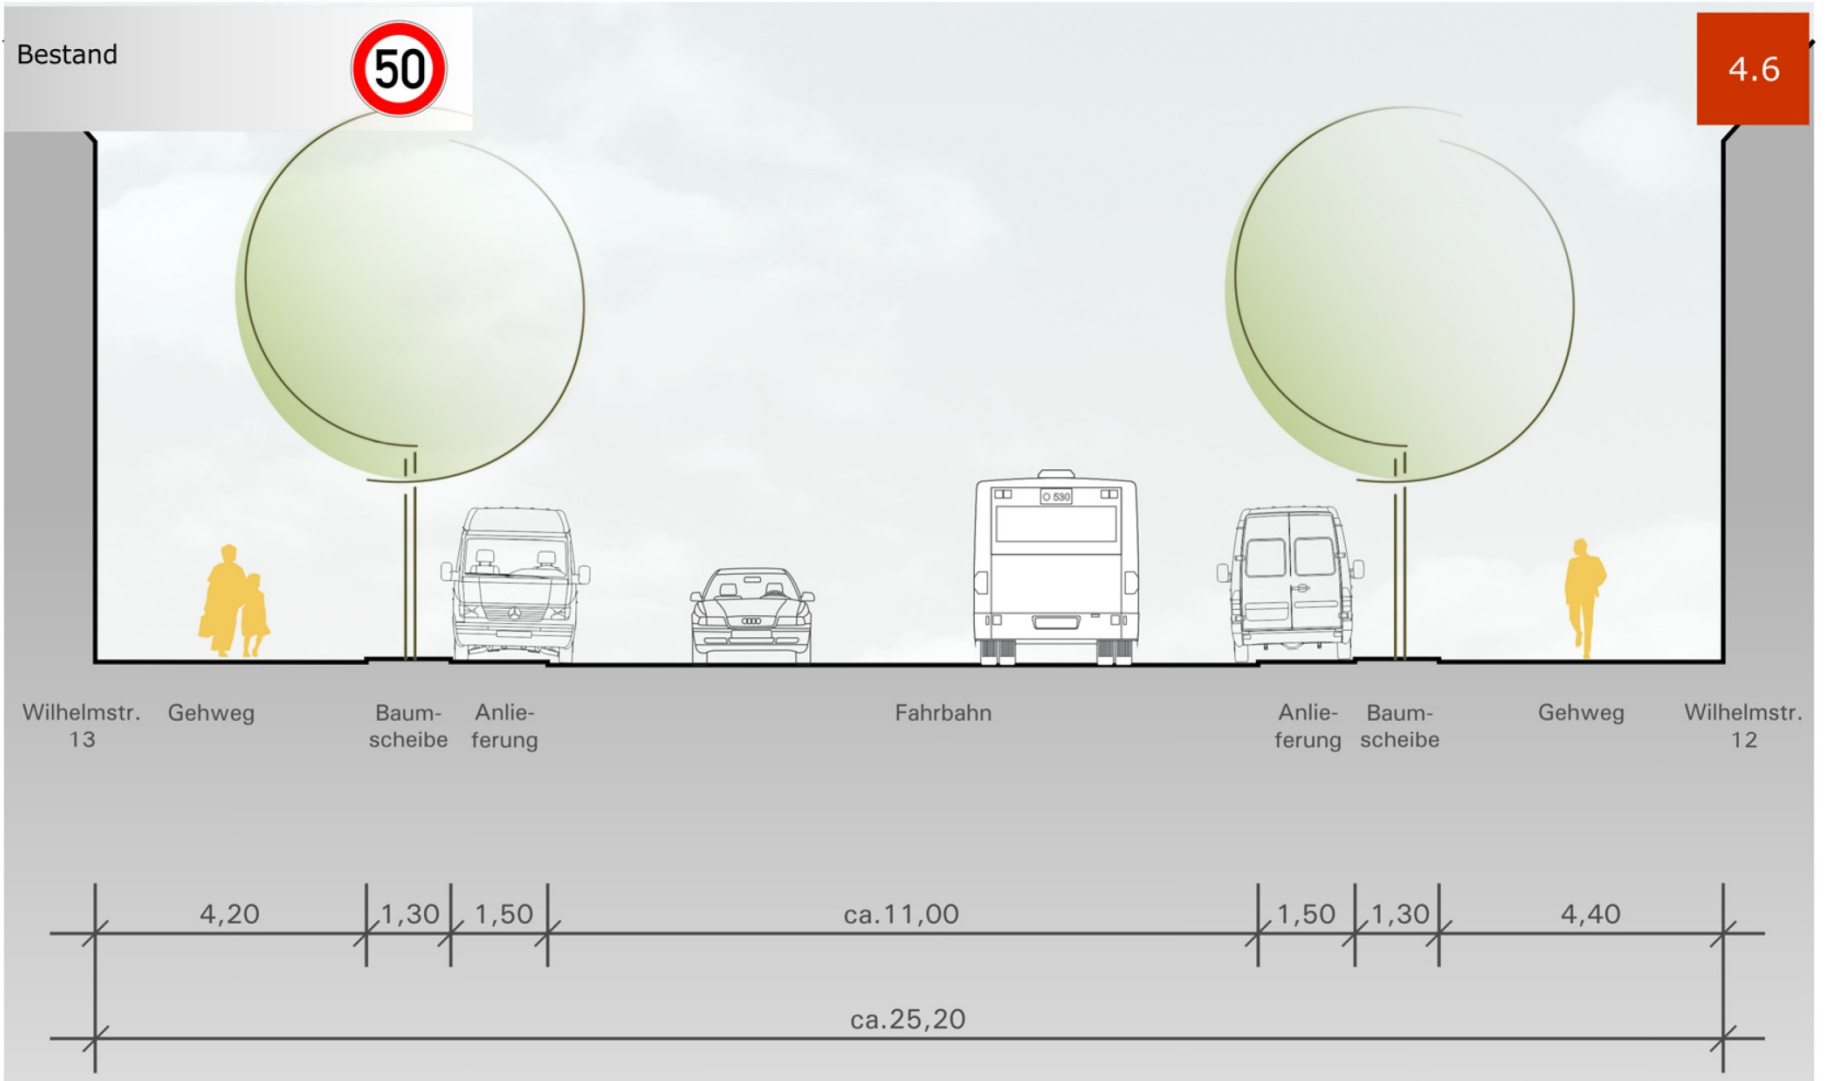 Bestand
50
4.6
O 530
Wilhelmstr. Gehweg Baum- Anlie- Fahrbahn Anlie- Baum- Gehweg Wilhelmstr.
13 scheibe ferung ferung scheibe 12
4,20 1,30 1,50 ca.11,00 1,50 1,30 4,40
ca.25,20